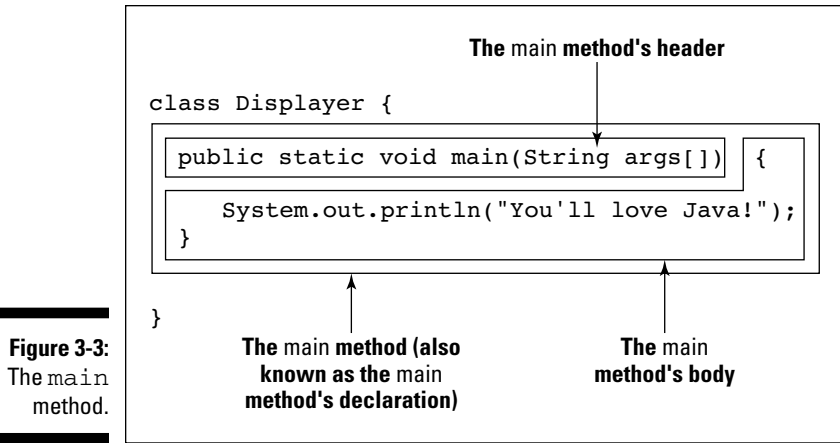 The main method's header
class Displayer {
public static void main(String args[]) {
System.out.println("You'll love Java!");
}
}
The main method (also
known as the main
method's declaration)
The main
method's body
Figure 3-3:
The main
method.